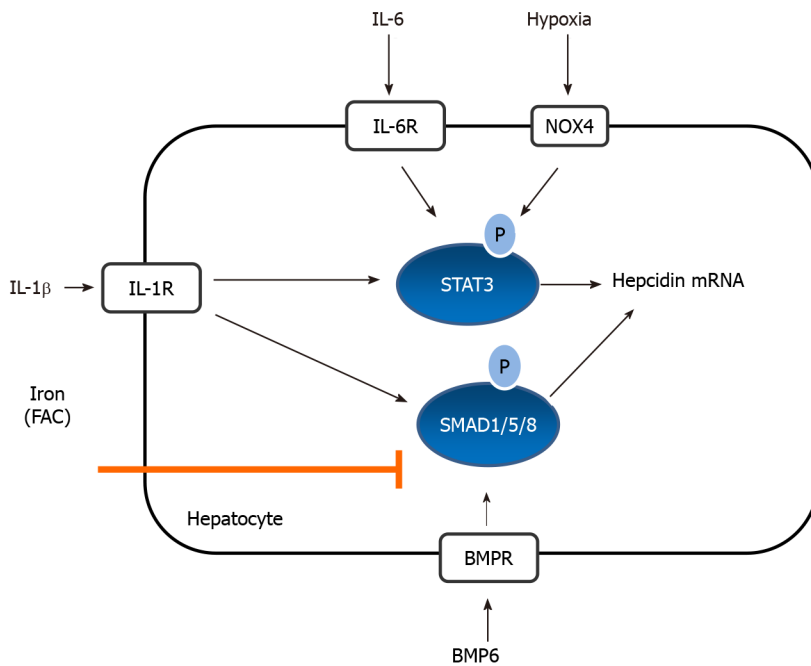 IL-6
Hypoxia
IL-6R
NOX4
P
STAT3
Hepcidin mRNA
IL-1β
IL-1R
P
SMAD1/5/8
Iron
(FAC)
Hepatocyte
BMPR
BMP6